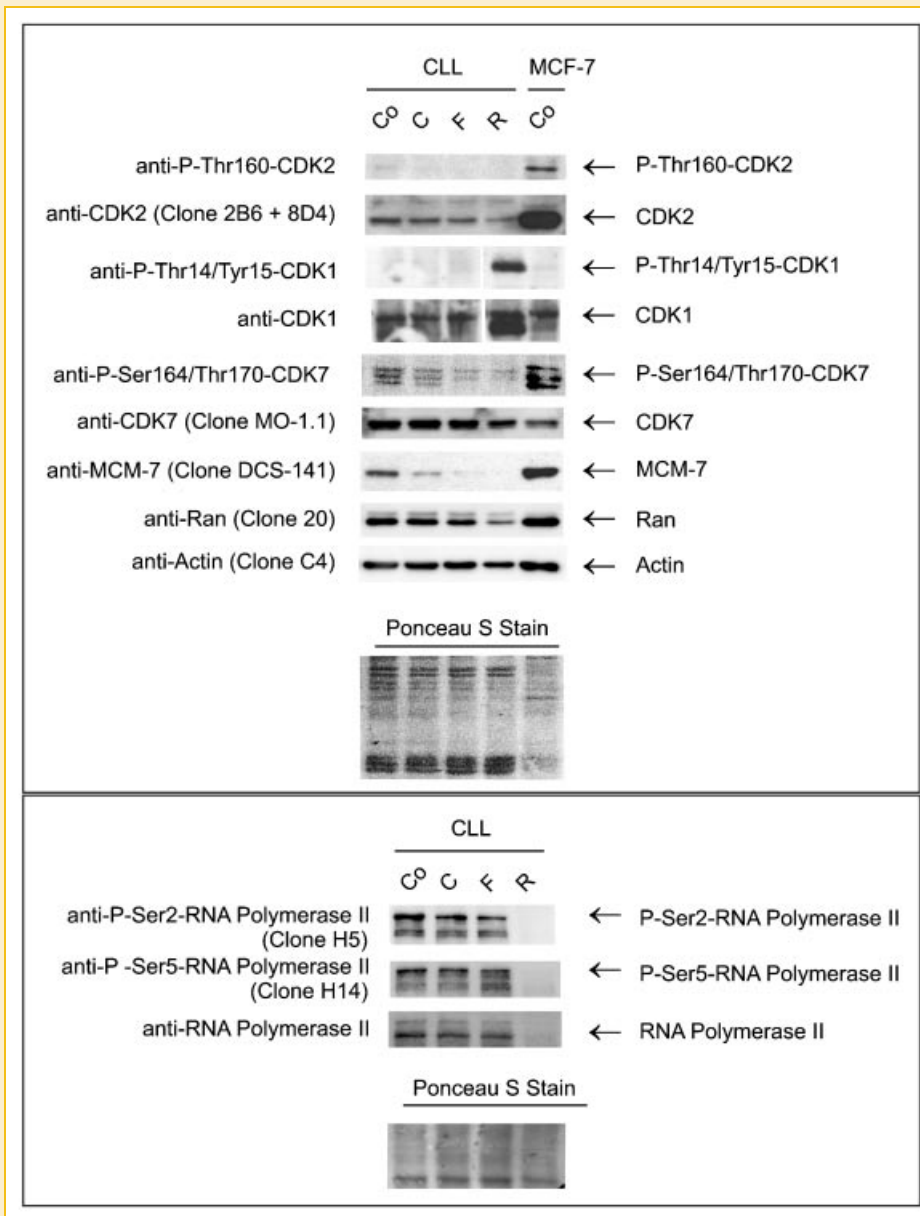 CLL MCF-7
Co C F R Co
anti-P-Thr160-CDK2 ← P-Thr160-CDK2
anti-CDK2 (Clone 2B6 + 8D4) ← CDK2
anti-P-Thr14/Tyr15-CDK1 ← P-Thr14/Tyr15-CDK1
anti-CDK1 ← CDK1
anti-P-Ser164/Thr170-CDK7 ← P-Ser164/Thr170-CDK7
anti-CDK7 (Clone MO-1.1) ← CDK7
anti-MCM-7 (Clone DCS-141) ← MCM-7
anti-Ran (Clone 20) ← Ran
anti-Actin (Clone C4) ← Actin
Ponceau S Stain
CLL
Co C F R
anti-P-Ser2-RNA Polymerase II ← P-Ser2-RNA Polymerase II
(Clone H5)
anti-P -Ser5-RNA Polymerase II ← P-Ser5-RNA Polymerase II
(Clone H14)
anti-RNA Polymerase II ← RNA Polymerase II
Ponceau S Stain